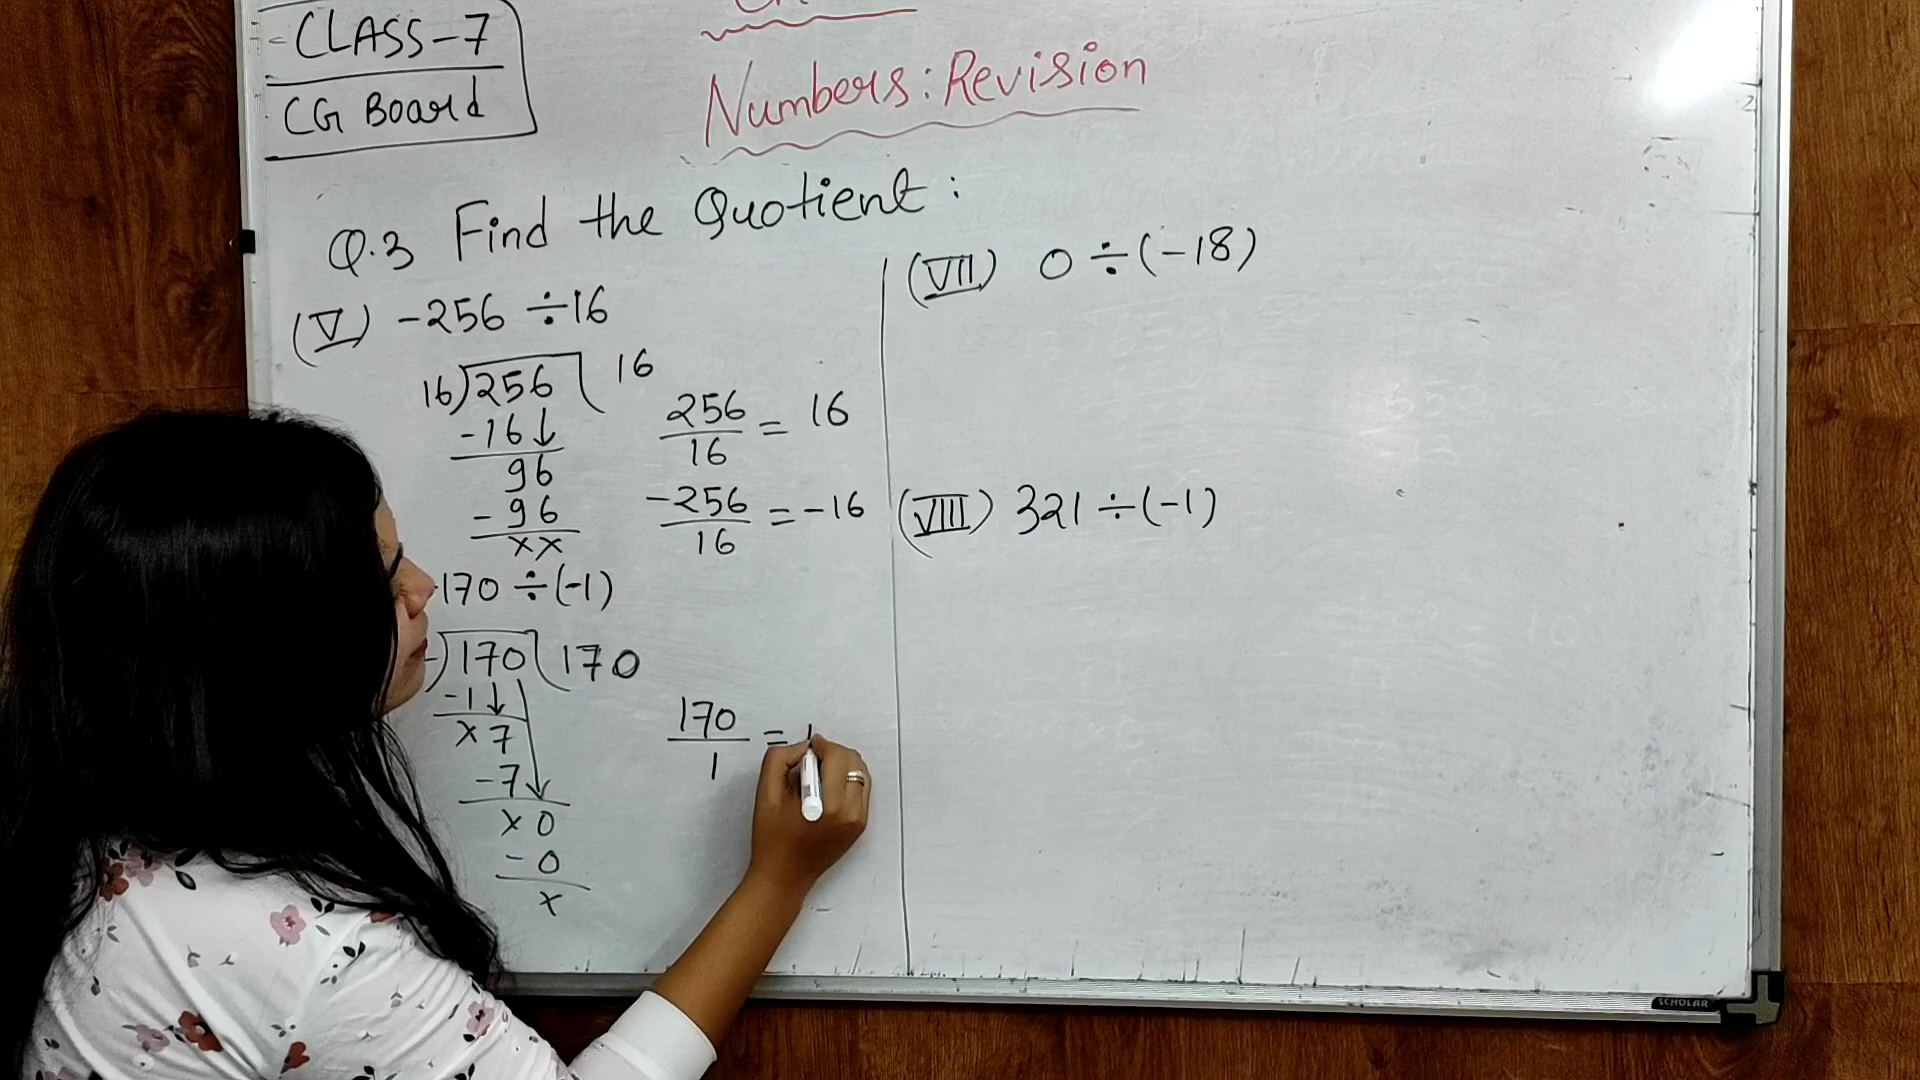 CLASS-7
CG Board
Numbers: Revision
Q.3 Find the Quotient:
(V) -256 ÷ 16
16)256( 16
-16↓
96
-96
××
256/16 = 16
-256/16 = -16
-170 ÷ (-1)
)170(170
-1↓
×7
-7
×0
-0
×
170/1 =
(VII) 0 ÷ (-18)
(VIII) 321 ÷ (-1)
SCHOLAR